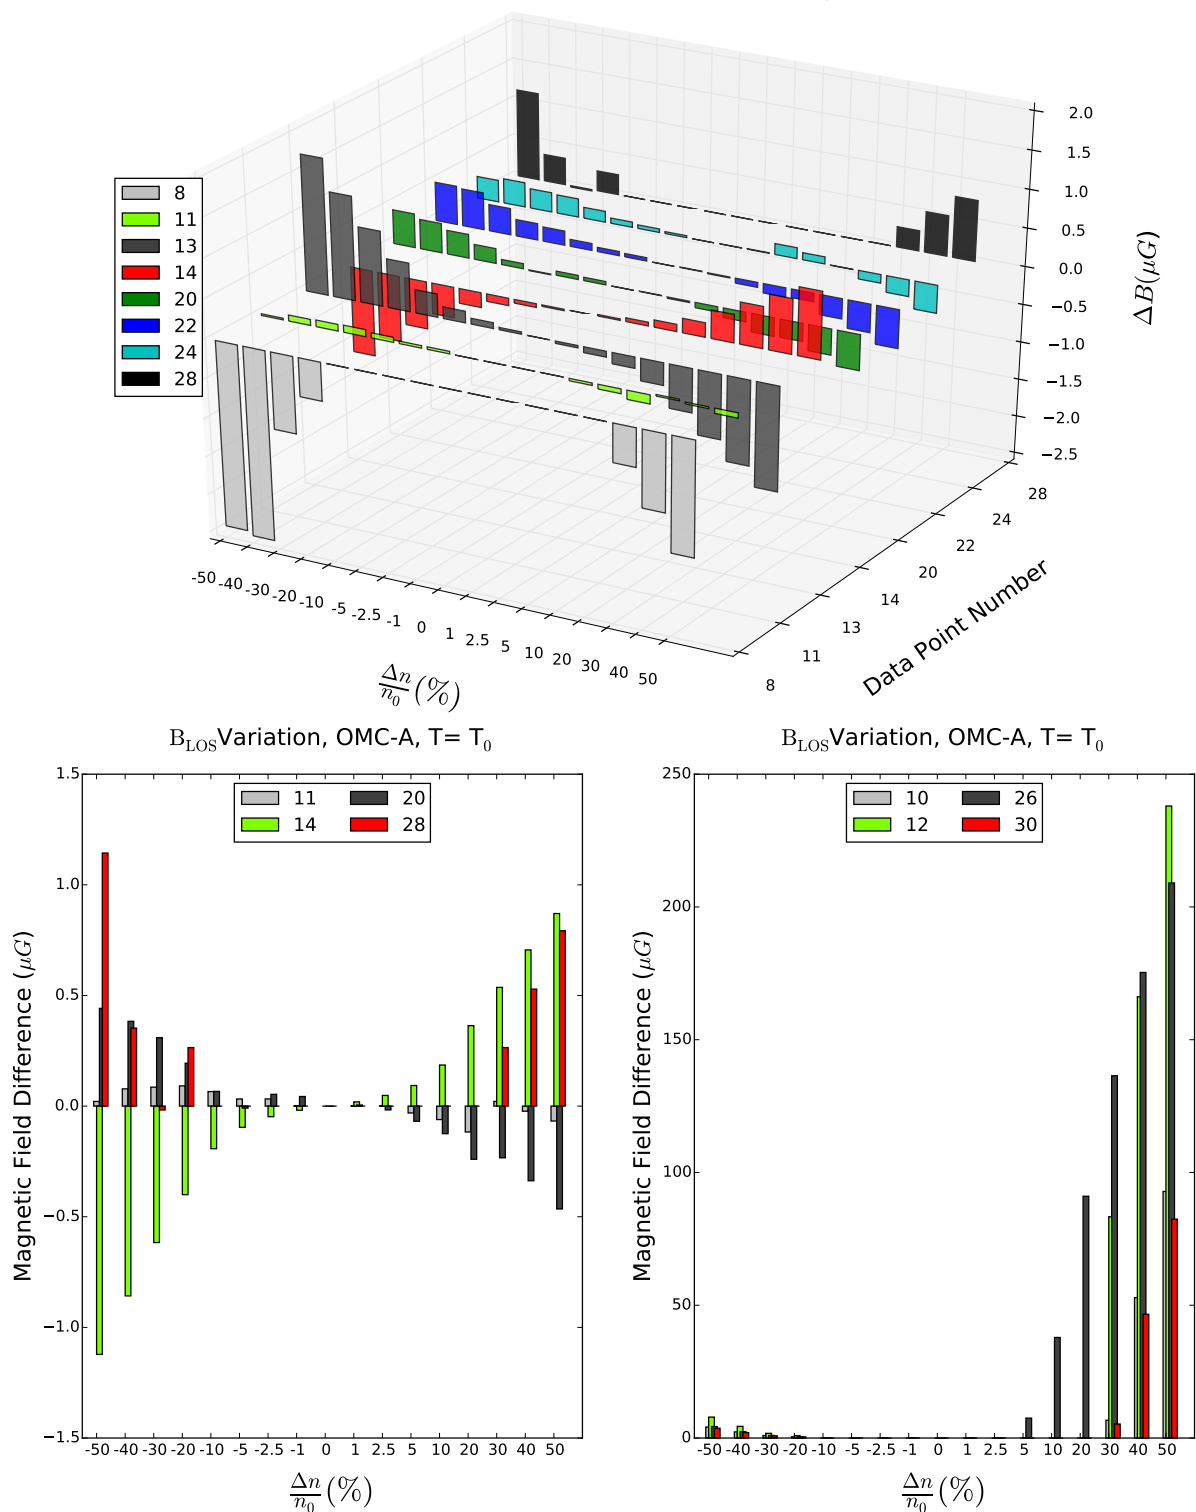 8
11
13
14
20
22
24
28
2.0
1.5
1.0
0.5
0.0
−0.5
−1.0
−1.5
−2.0
−2.5
ΔB(μG)
-50 -40 -30 -20 -10 -5 -2.5 -1 0 1 2.5 5 10 20 30 40 50
Δn/n₀(%)
8 11 13 14 20 22 24 28
Data Point Number
B_LOS Variation, OMC-A, T= T₀
11 20
14 28
1.5
1.0
0.5
0.0
−0.5
−1.0
−1.5
Magnetic Field Difference (μG)
-50 -40 -30 -20 -10 -5 -2.5 -1 0 1 2.5 5 10 20 30 40 50
Δn/n₀(%)
B_LOS Variation, OMC-A, T= T₀
10 26
12 30
250
200
150
100
50
0
Magnetic Field Difference (μG)
-50 -40 -30 -20 -10 -5 -2.5 -1 0 1 2.5 5 10 20 30 40 50
Δn/n₀(%)